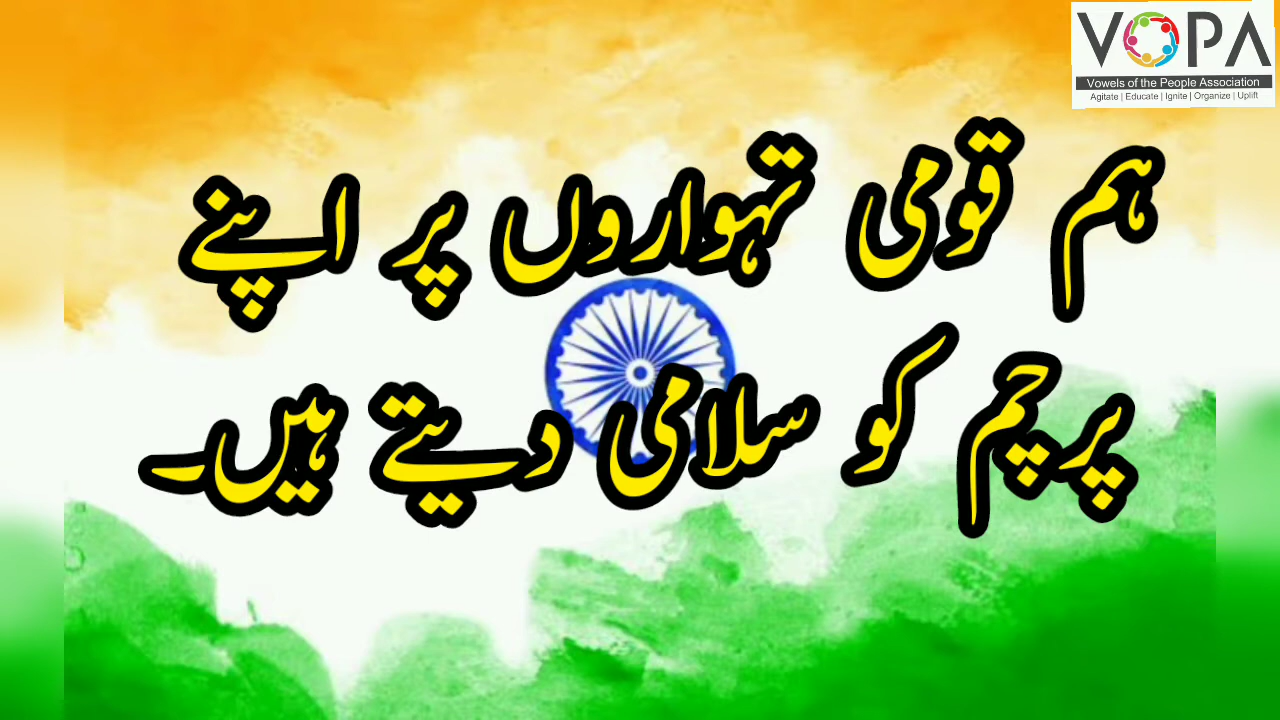 VOPA
Vowels of the People Association
Agitate | Educate | Ignite | Organize | Uplift
ہم قومی تہواروں پر اپنے
پرچم کو سلامی دیتے ہیں۔